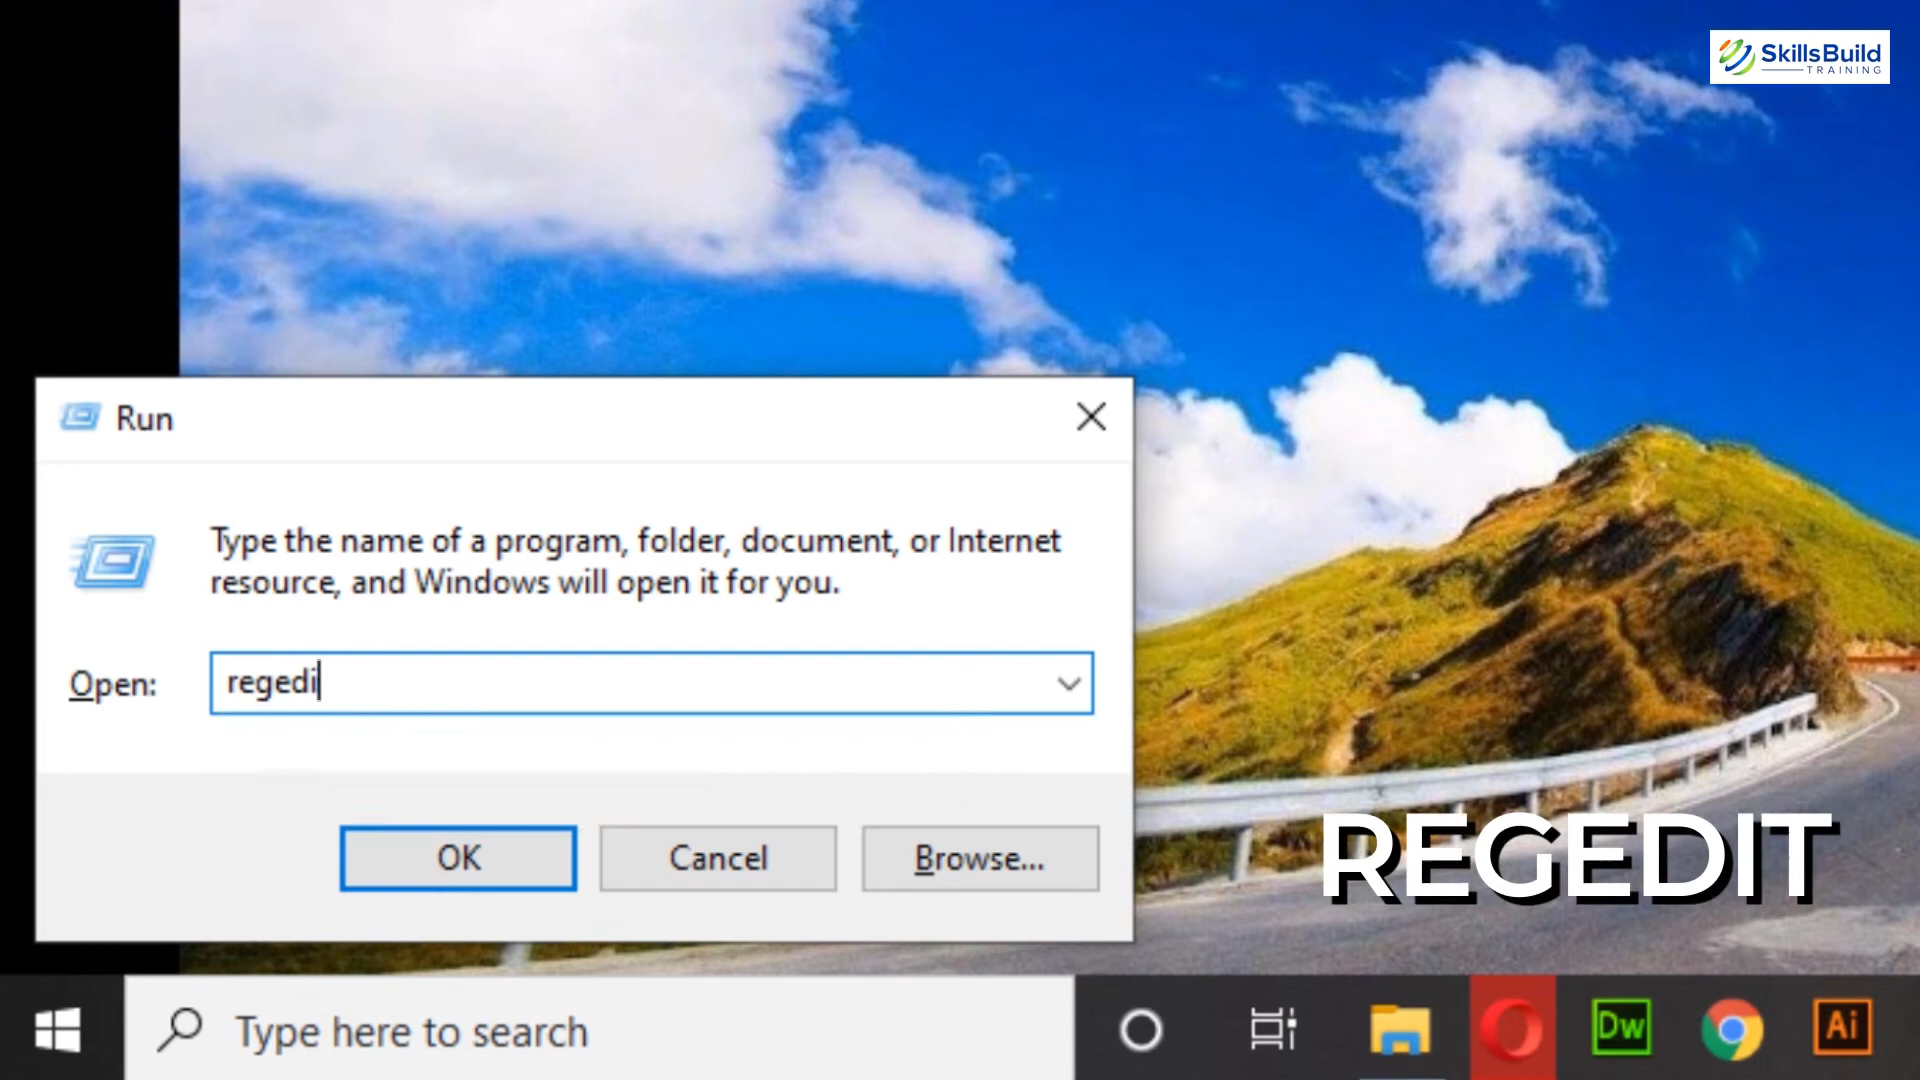 SkillsBuild
TRAINING
Run
Type the name of a program, folder, document, or Internet
resource, and Windows will open it for you.
Open:
regedi
OK
Cancel
Browse...
REGEDIT
Type here to search
Dw
Ai